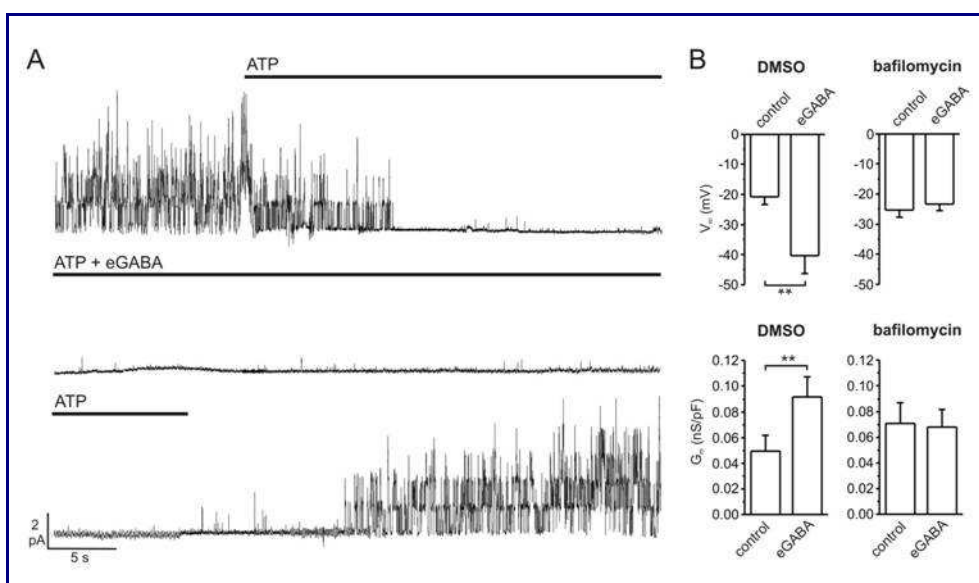 A
ATP
ATP + eGABA
ATP
2
pA
5 s
B
DMSO
bafilomycin
control
eGABA
control
eGABA
0
-10
-20
-30
-40
-50
Vm (mV)
**
0
-10
-20
-30
-40
-50
DMSO
bafilomycin
0.12
0.10
0.08
0.06
0.04
0.02
0.00
(nS/pF)
**
control
eGABA
0.12
0.10
0.08
0.06
0.04
0.02
0.00
control
eGABA